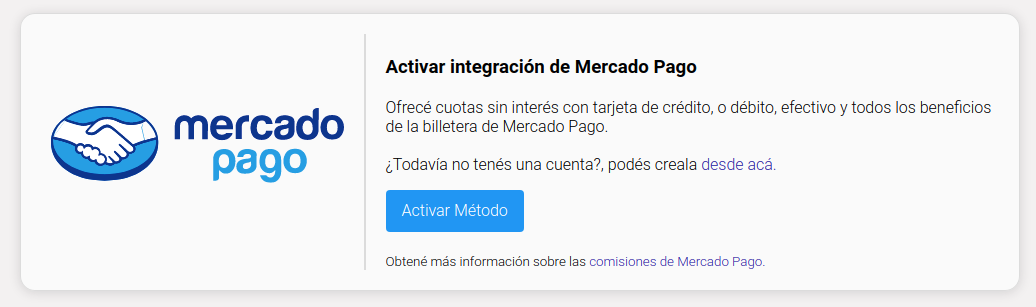 mercado
pago
Activar integración de Mercado Pago
Ofrecé cuotas sin interés con tarjeta de crédito, o débito, efectivo y todos los beneficios
de la billetera de Mercado Pago.
¿Todavía no tenés una cuenta?, podés creala desde acá.
Activar Método
Obtené más información sobre las comisiones de Mercado Pago.